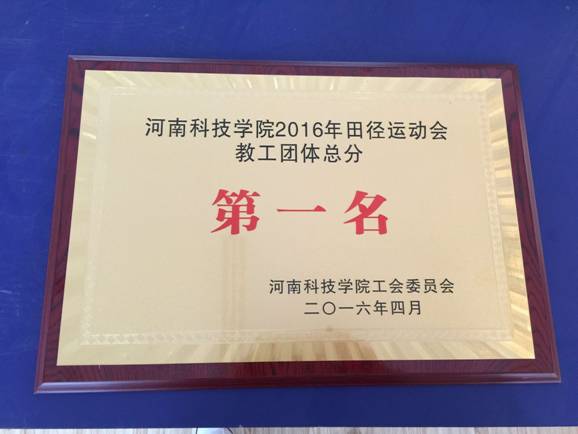 河南科技学院2016年田径运动会
教工团体总分
第一名
河南科技学院工会委员会
二〇一六年四月